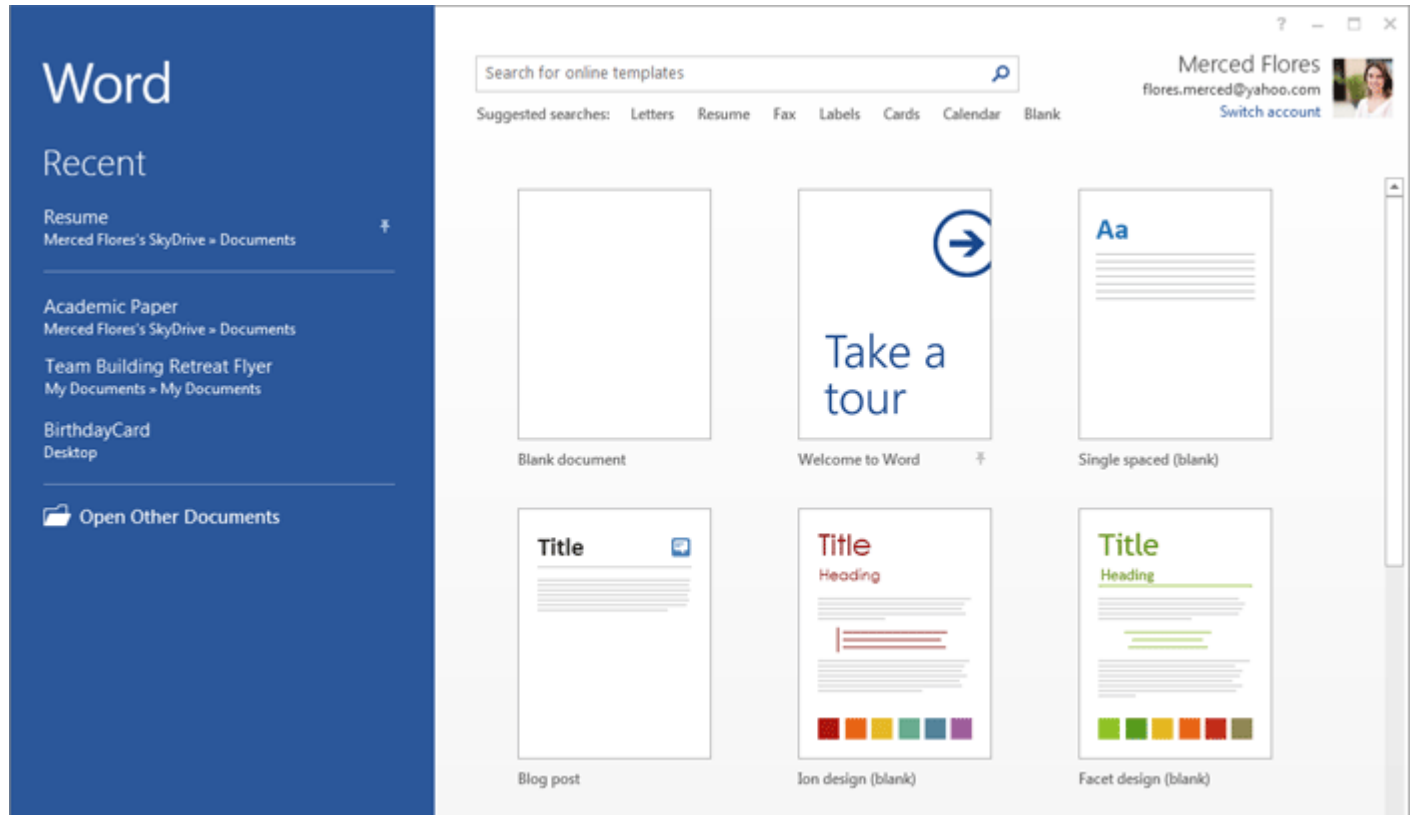 Word
Recent
Resume
Merced Flores's SkyDrive » Documents
Academic Paper
Merced Flores's SkyDrive » Documents
Team Building Retreat Flyer
My Documents » My Documents
BirthdayCard
Desktop
Open Other Documents
?
Search for online templates
Suggested searches: Letters Resume Fax Labels Cards Calendar Blank
Merced Flores
flores.merced@yahoo.com
Switch account
Take a
tour
Aa
Blank document
Welcome to Word
Single spaced (blank)
Title
Title
Heading
Title
Heading
Blog post
Ion design (blank)
Facet design (blank)